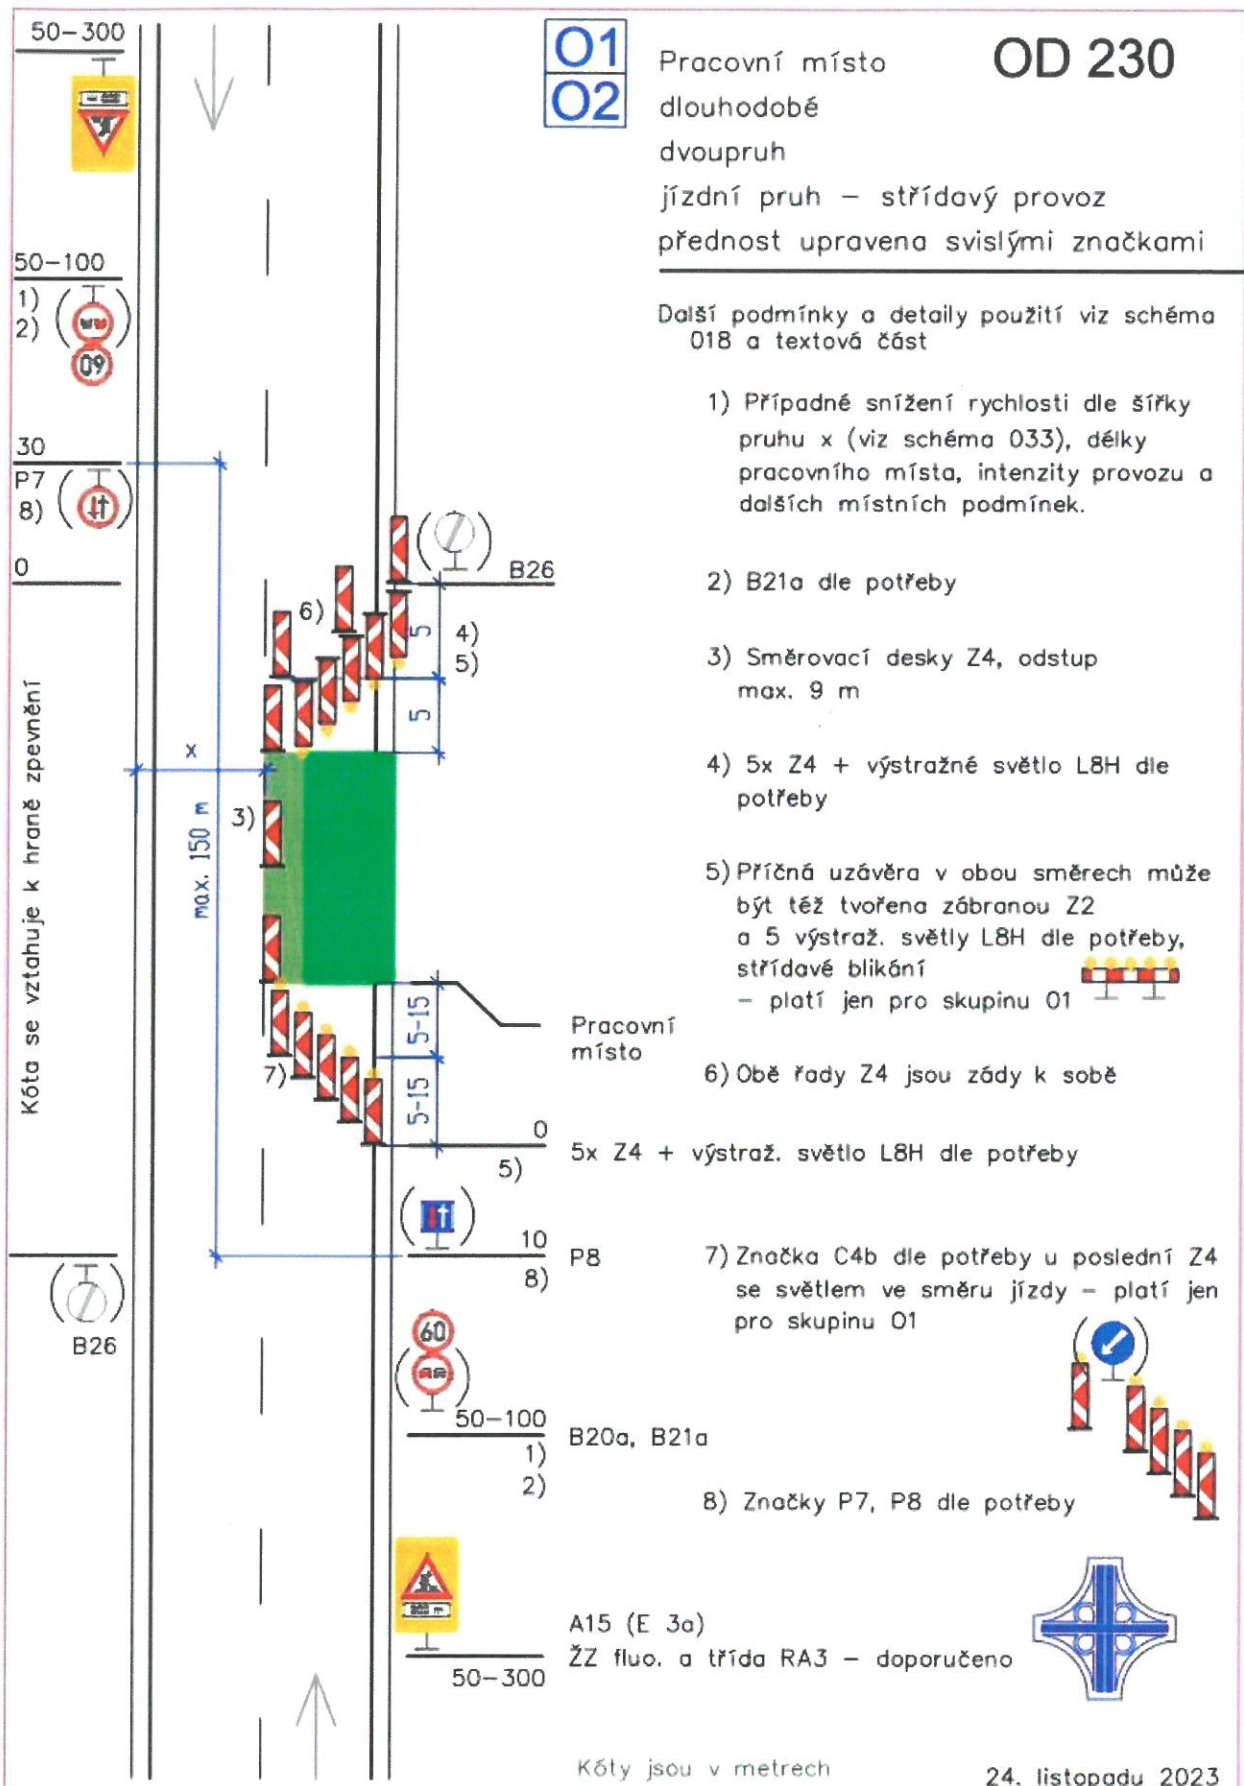 50-300
O1
O2
Pracovní místo
OD 230
dlouhodobé
dvoupruh
jízdní pruh – střídavý provoz
přednost upravena svislými značkami
50-100
1)
2)
60
Další podmínky a detaily použití viz schéma
018 a textová část
1) Případné snížení rychlosti dle šířky
pruhu x (viz schéma 033), délky
pracovního místa, intenzity provozu a
dalších místních podmínek.
30
P7
8)
0
B26
6)
5
4)
5)
5
2) B21a dle potřeby
3) Směrovací desky Z4, odstup
max. 9 m
Kóta se vztahuje k hraně zpevnění
x
max. 150 m
3)
4) 5x Z4 + výstražné světlo L8H dle
potřeby
5) Příčná uzávěra v obou směrech může
být též tvořena zábranou Z2
a 5 výstraž. světly L8H dle potřeby,
střídavé blikání
– platí jen pro skupinu O1
5-15
Pracovní
místo
7)
5-15
6) Obě řady Z4 jsou zády k sobě
0
5)
5x Z4 + výstraž. světlo L8H dle potřeby
10
P8
8)
7) Značka C4b dle potřeby u poslední Z4
se světlem ve směru jízdy – platí jen
pro skupinu O1
B26
60
50-100
B20a, B21a
1)
2)
8) Značky P7, P8 dle potřeby
A15 (E 3a)
ŽZ fluo. a třída RA3 – doporučeno
50-300
Kóty jsou v metrech
24. listopadu 2023